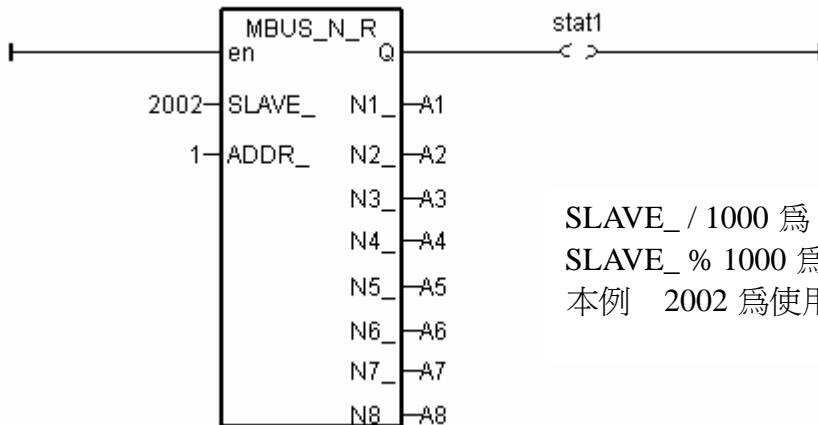 MBUS_N_R
stat1
en Q
2002 SLAVE_ N1_ A1
1 ADDR_ N2_ A2
N3_ A3
N4_ A4
N5_ A5
N6_ A6
N7_ A7
N8 A8
SLAVE_ / 1000 爲
SLAVE_ % 1000 爲
本例 2002 爲使用